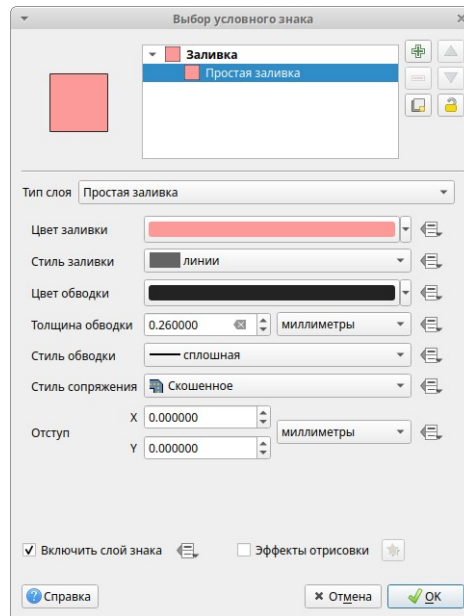 Выбор условного знака
Заливка
Простая заливка
Тип слоя Простая заливка
Цвет заливки
Стиль заливки линии
Цвет обводки
Толщина обводки 0.260000 миллиметры
Стиль обводки сплошная
Стиль сопряжения Скошенное
X 0.000000
Отступ миллиметры
Y 0.000000
Включить слой знака Эффекты отрисовки
Справка Отмена OK